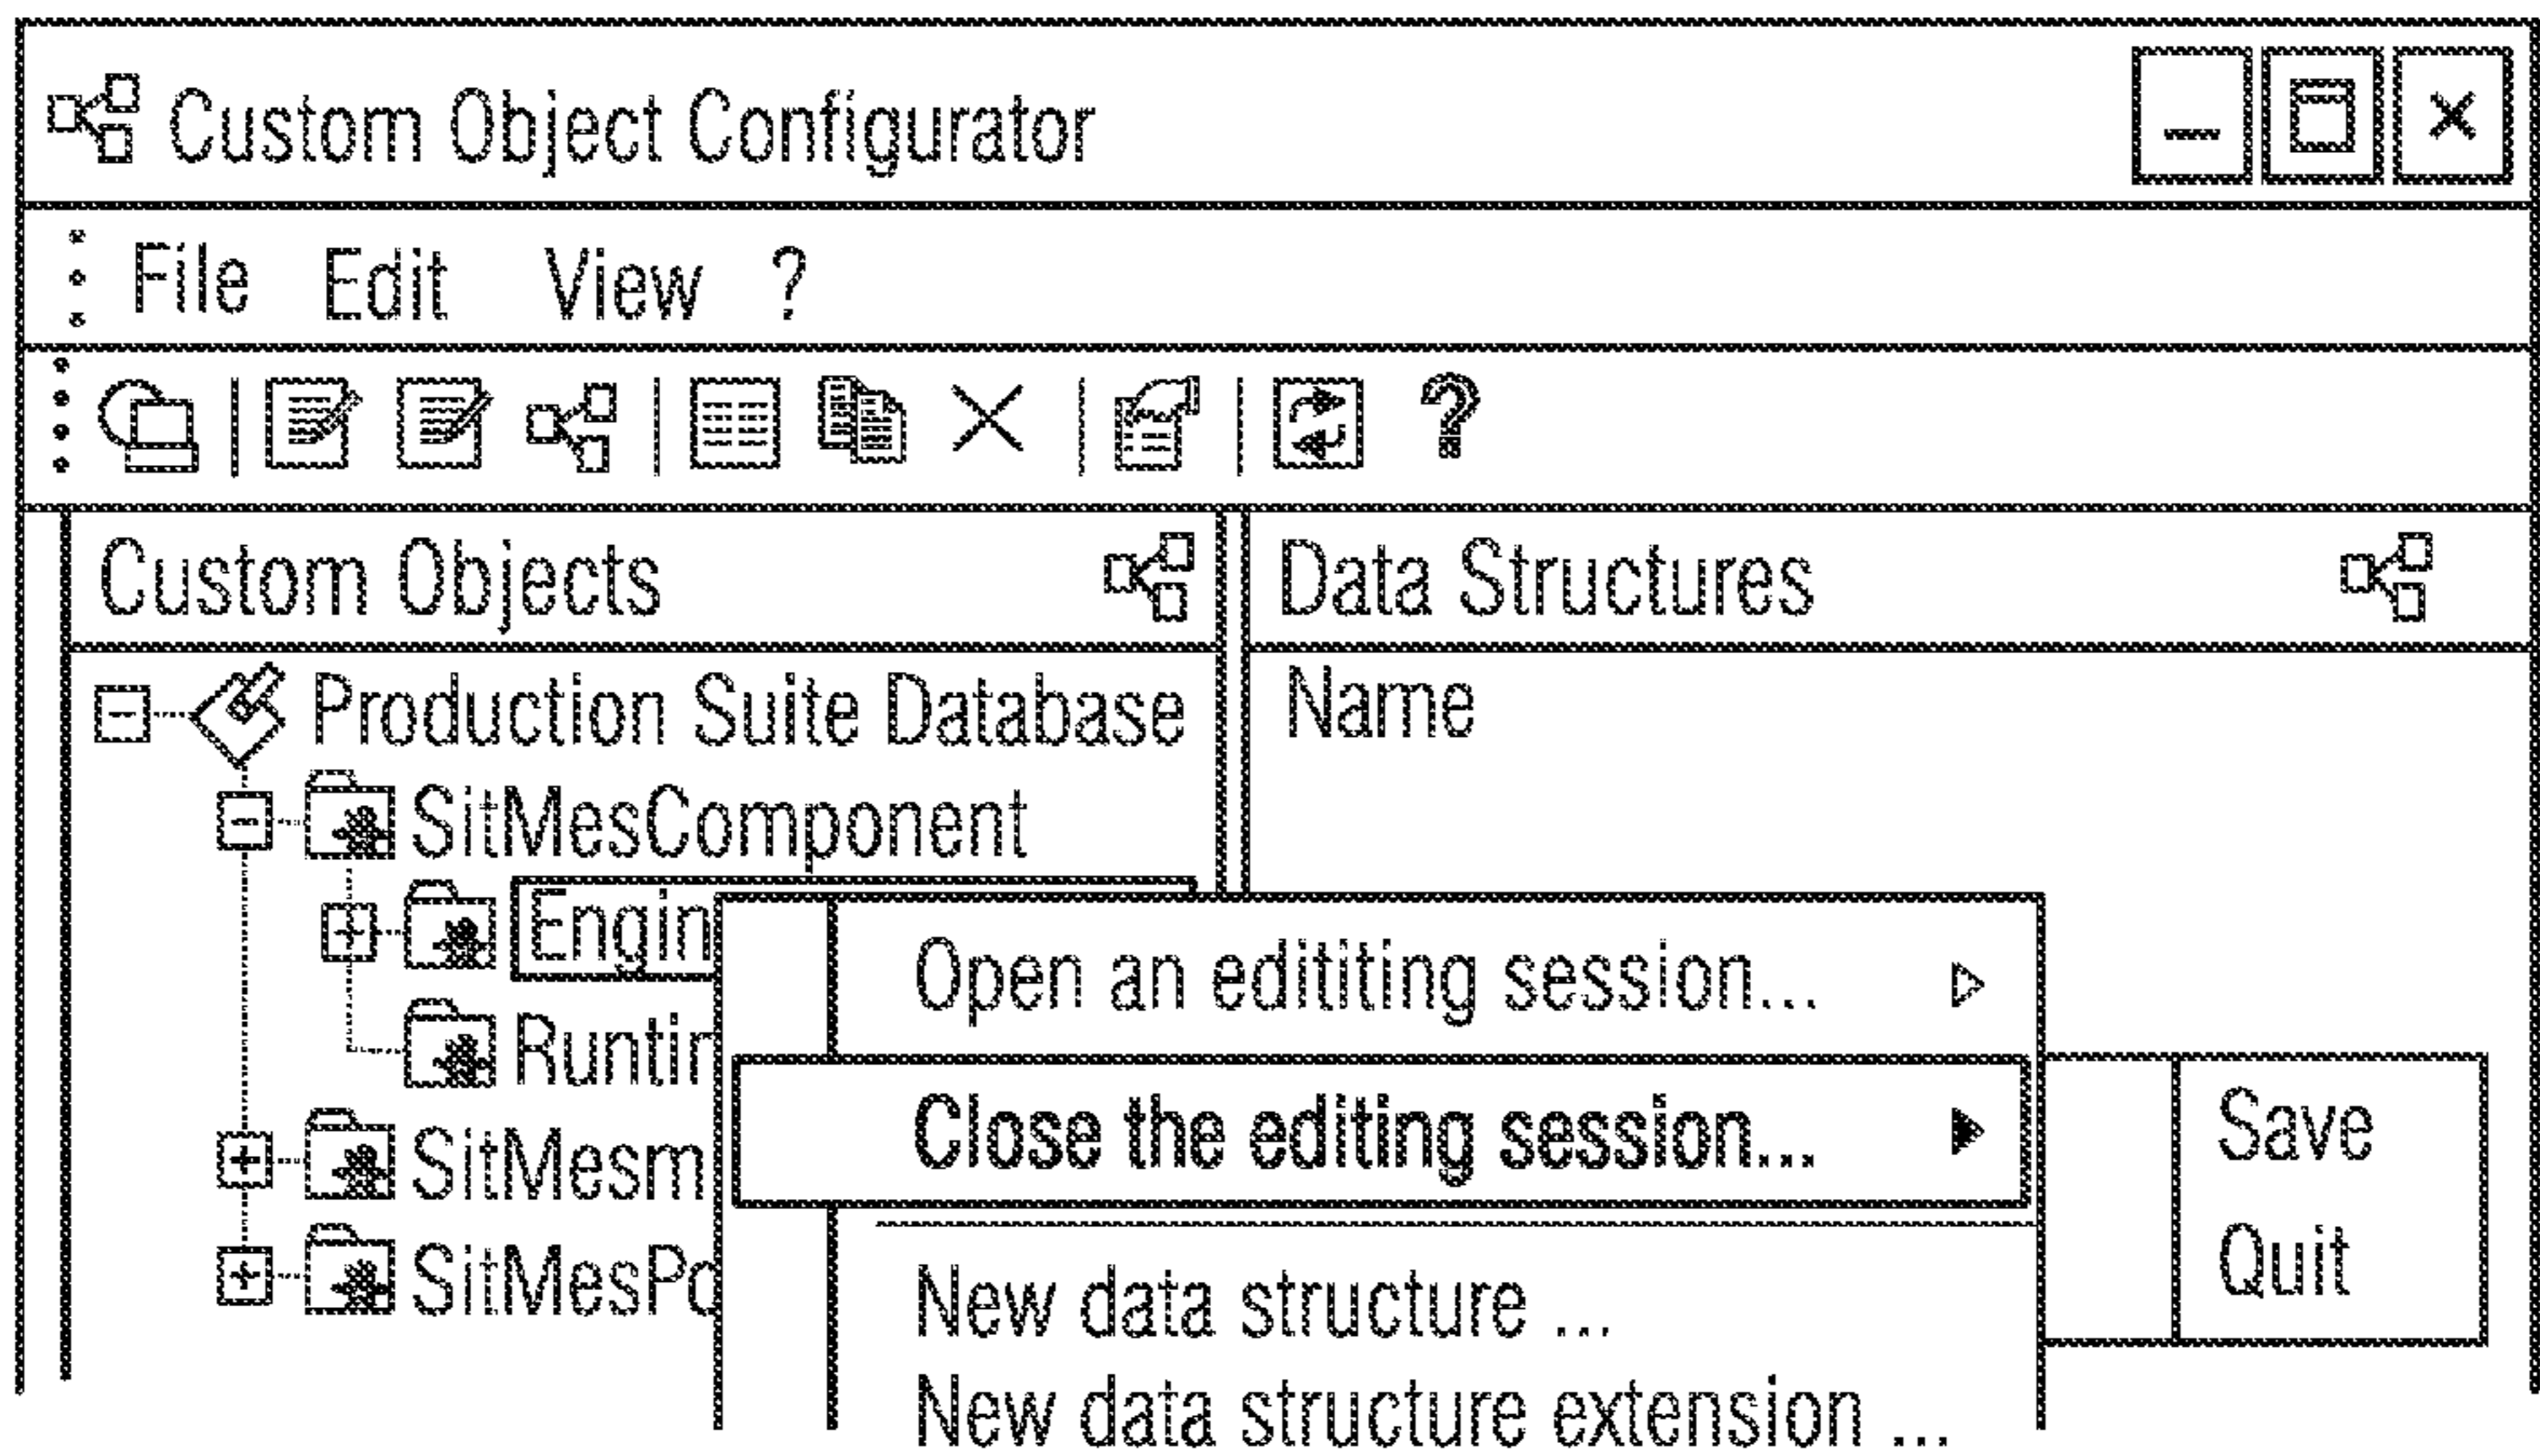 Custom Object Configurator
File Edit View ?
Custom Objects
Data Structures
Production Suite Database
Name
SitMesComponent
Engin
Open an edititing session...
Runtin
Close the editing session...
Save
SitMesm
Quit
SitMesPo
New data structure ...
New data structure extension ...